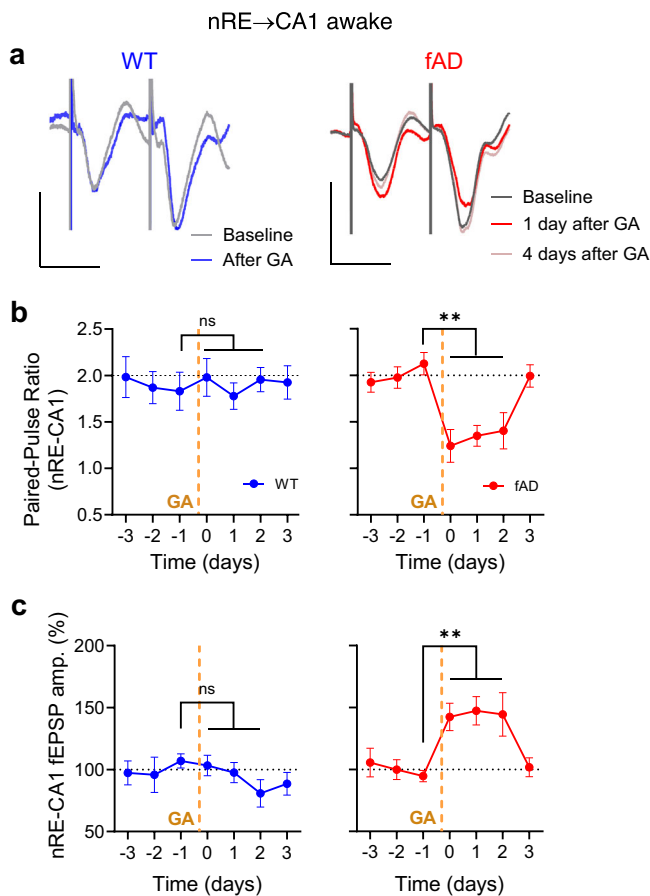 nRE→CA1 awake
a
WT
fAD
Baseline
After GA
Baseline
1 day after GA
4 days after GA
b
Paired-Pulse Ratio
(nRE-CA1)
2.5
2.0
1.5
1.0
0.5
ns
GA
WT
-3 -2 -1 0 1 2 3
Time (days)
**
GA
fAD
-3 -2 -1 0 1 2 3
Time (days)
c
nRE-CA1 fEPSP amp. (%)
200
150
100
50
ns
GA
-3 -2 -1 0 1 2 3
Time (days)
**
GA
-3 -2 -1 0 1 2 3
Time (days)